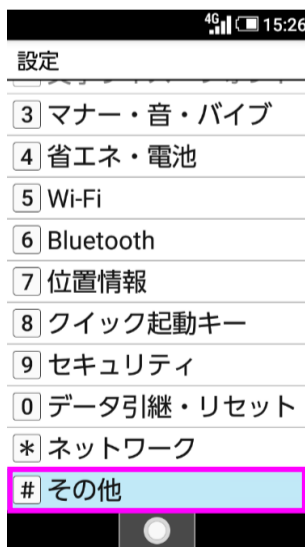 4G 15:26
設定
3 マナー・音・バイブ
4 省エネ・電池
5 Wi-Fi
6 Bluetooth
7 位置情報
8 クイック起動キー
9 セキュリティ
0 データ引継・リセット
* ネットワーク
# その他